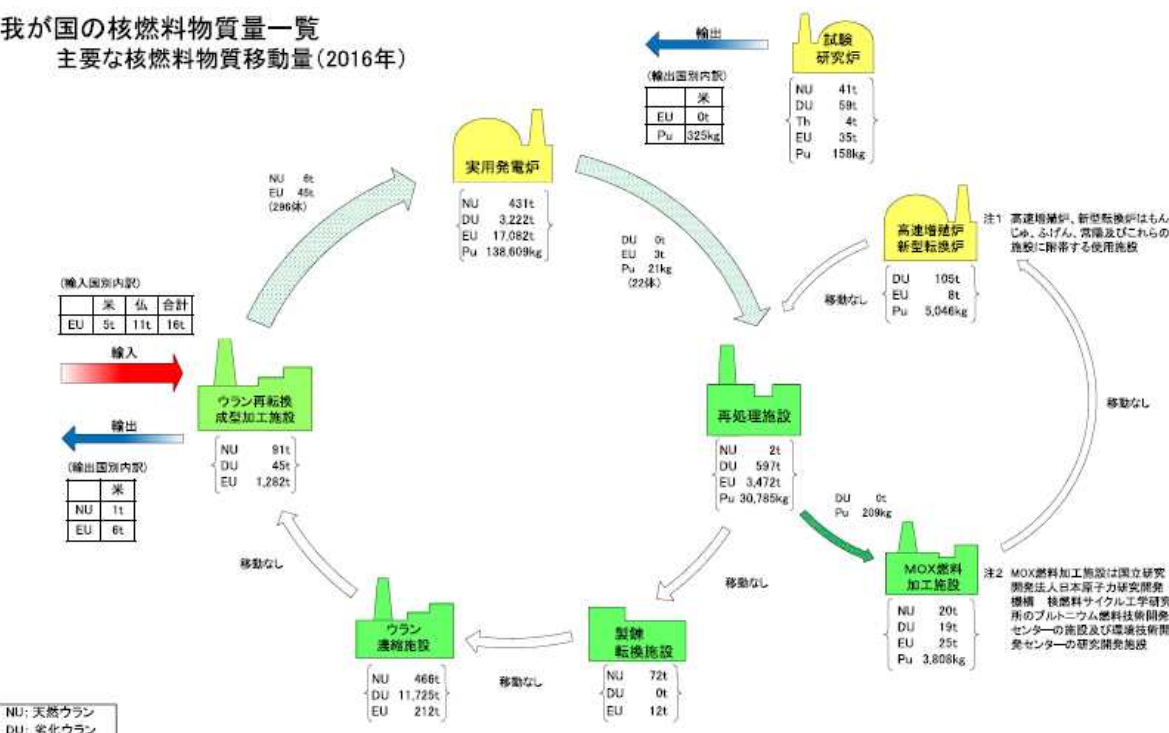 我が国の核燃料物質量一覧
主要な核燃料物質移動量(2016年)
輸出
(輸出国別内訳)
米
EU 0t
Pu 325kg
試験
研究炉
NU 41t
DU 59t
Th 4t
EU 35t
Pu 158kg
実用発電炉
NU 431t
DU 3,222t
EU 17,082t
Pu 138,609kg
NU 6t
EU 45t
(296体)
DU 0t
EU 3t
Pu 21kg
(22体)
高速増殖炉
新型転換炉
DU 105t
EU 8t
Pu 5,046kg
注1 高速増殖炉、新型転換炉はもん
じゅ、ふげん、常陽及びこれらの
施設に附帯する使用施設
移動なし
(輸入国別内訳)
米 仏 合計
EU 5t 11t 16t
輸入
輸出
(輸出国別内訳)
米
NU 1t
EU 6t
ウラン再転換
成型加工施設
NU 91t
DU 45t
EU 1,282t
再処理施設
NU 2t
DU 597t
EU 3,472t
Pu 30,785kg
移動なし
DU 0t
Pu 209kg
MOX燃料
加工施設
NU 20t
DU 19t
EU 25t
Pu 3,808kg
注2 MOX燃料加工施設は国立研究
開発法人日本原子力研究開発
機構 核燃料サイクル工学研究
所のプルトニウム燃料技術開発
センターの施設及び環境技術開
発センターの研究開発施設
移動なし
移動なし
ウラン
濃縮施設
NU 466t
DU 11,725t
EU 212t
移動なし
製錬
転換施設
NU 72t
DU 0t
EU 12t
NU: 天然ウラン
DU: 劣化ウラン